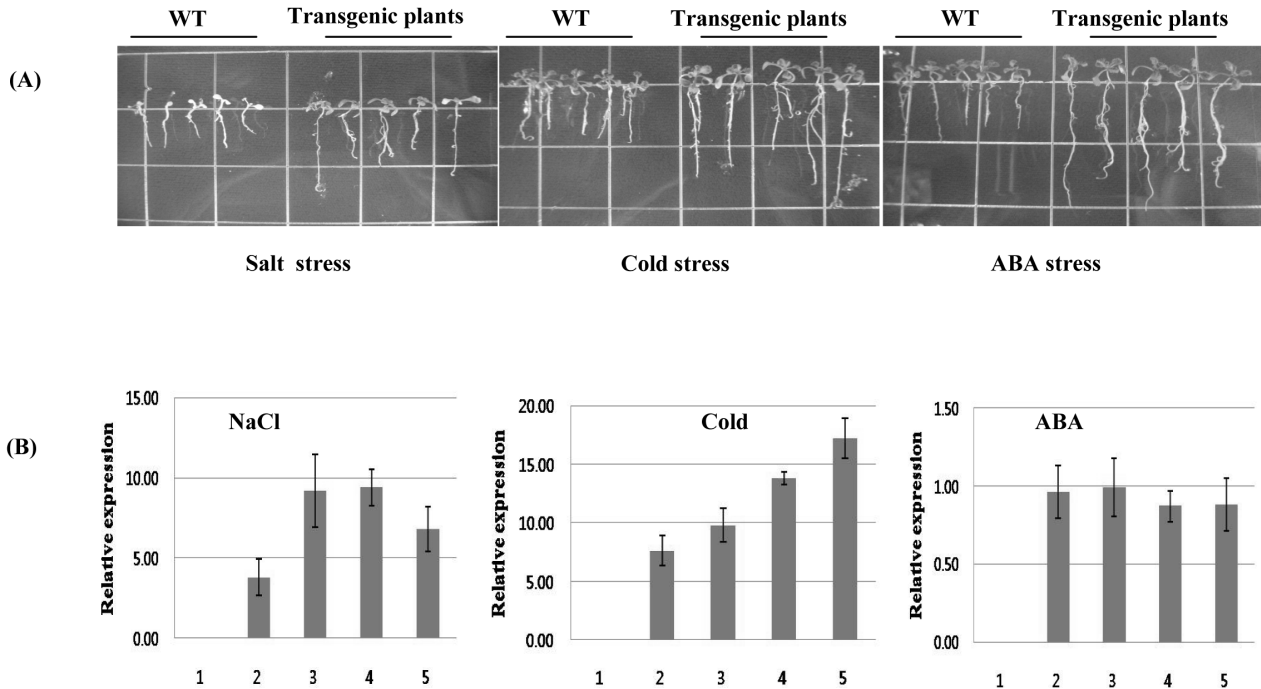 WT Transgenic plants WT Transgenic plants WT Transgenic plants
(A)
Salt stress Cold stress ABA stress
(B)
NaCl
Relative expression
15.00
10.00
5.00
0.00
1 2 3 4 5
Cold
Relative expression
20.00
15.00
10.00
5.00
0.00
1 2 3 4 5
ABA
Relative expression
1.50
1.00
0.50
0.00
1 2 3 4 5